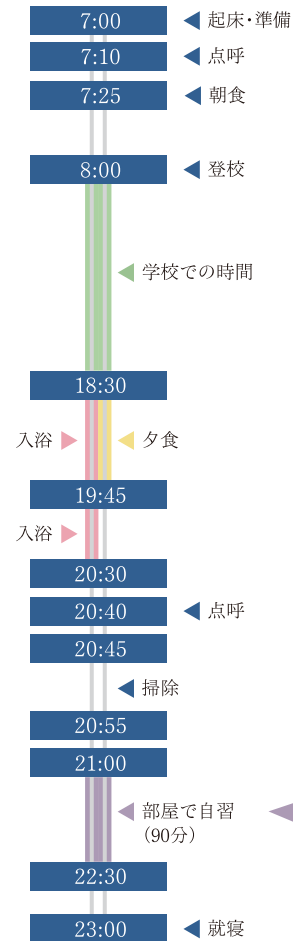 7:00
起床・準備
7:10
点呼
7:25
朝食
8:00
登校
学校での時間
18:30
入浴
夕食
19:45
入浴
20:30
20:40
点呼
20:45
掃除
20:55
21:00
部屋で自習
（90分）
22:30
23:00
就寝